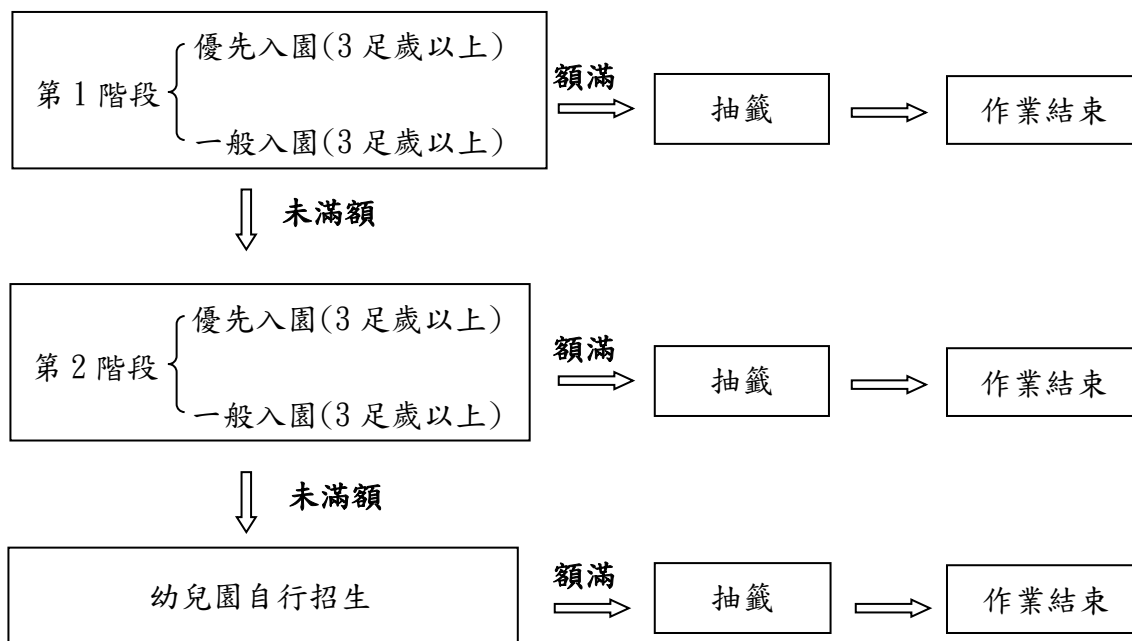 優先入園(3 足歲以上)
第 1 階段
一般入園(3 足歲以上)
額滿
抽籤
作業結束
未滿額
優先入園(3 足歲以上)
第 2 階段
一般入園(3 足歲以上)
額滿
抽籤
作業結束
未滿額
幼兒園自行招生
額滿
抽籤
作業結束